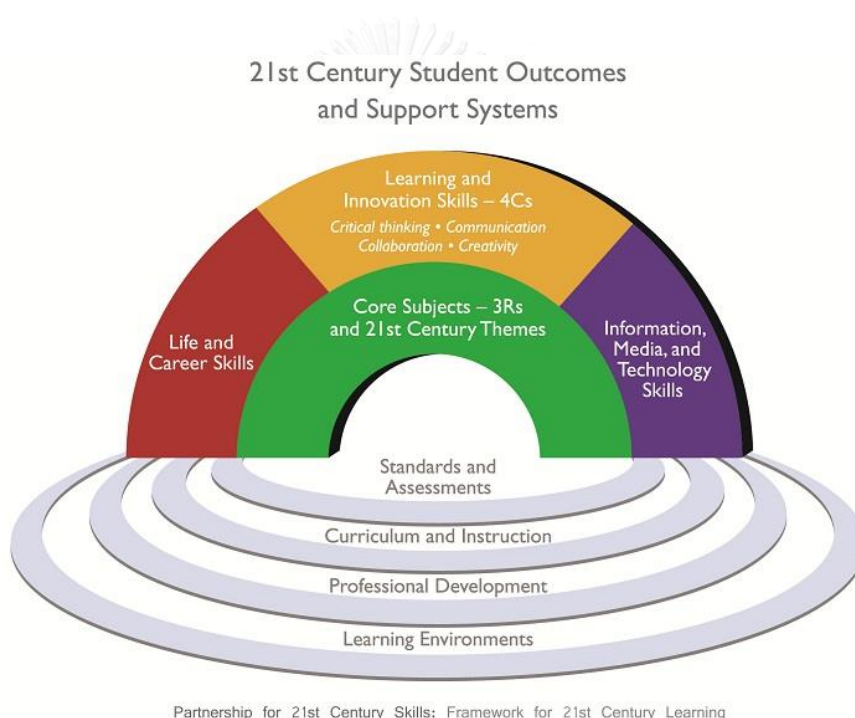 21st Century Student Outcomes
and Support Systems
Learning and
Innovation Skills – 4Cs
Critical thinking • Communication
Collaboration • Creativity
Core Subjects – 3Rs
and 21st Century Themes
Life and
Career Skills
Information,
Media, and
Technology
Skills
Standards and
Assessments
Curriculum and Instruction
Professional Development
Learning Environments
Partnership for 21st Century Skills: Framework for 21st Century Learning